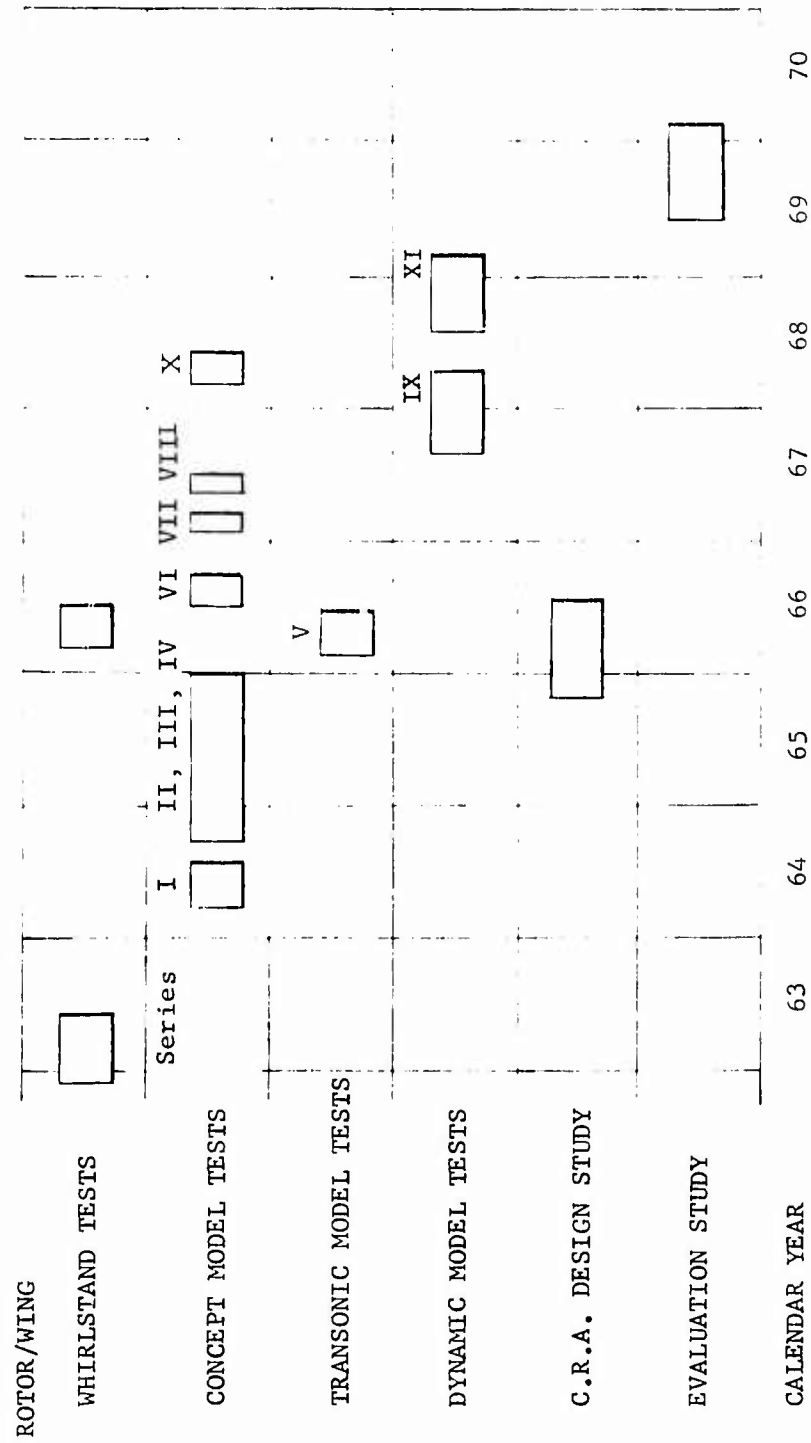 ROTOR/WING
WHIRLSTAND TESTS
Series I II, III, IV VI VII VIII X
CONCEPT MODEL TESTS
V
TRANSONIC MODEL TESTS
IX XI
DYNAMIC MODEL TESTS
C.R.A. DESIGN STUDY
EVALUATION STUDY
CALENDAR YEAR 63 64 65 66 67 68 69 70